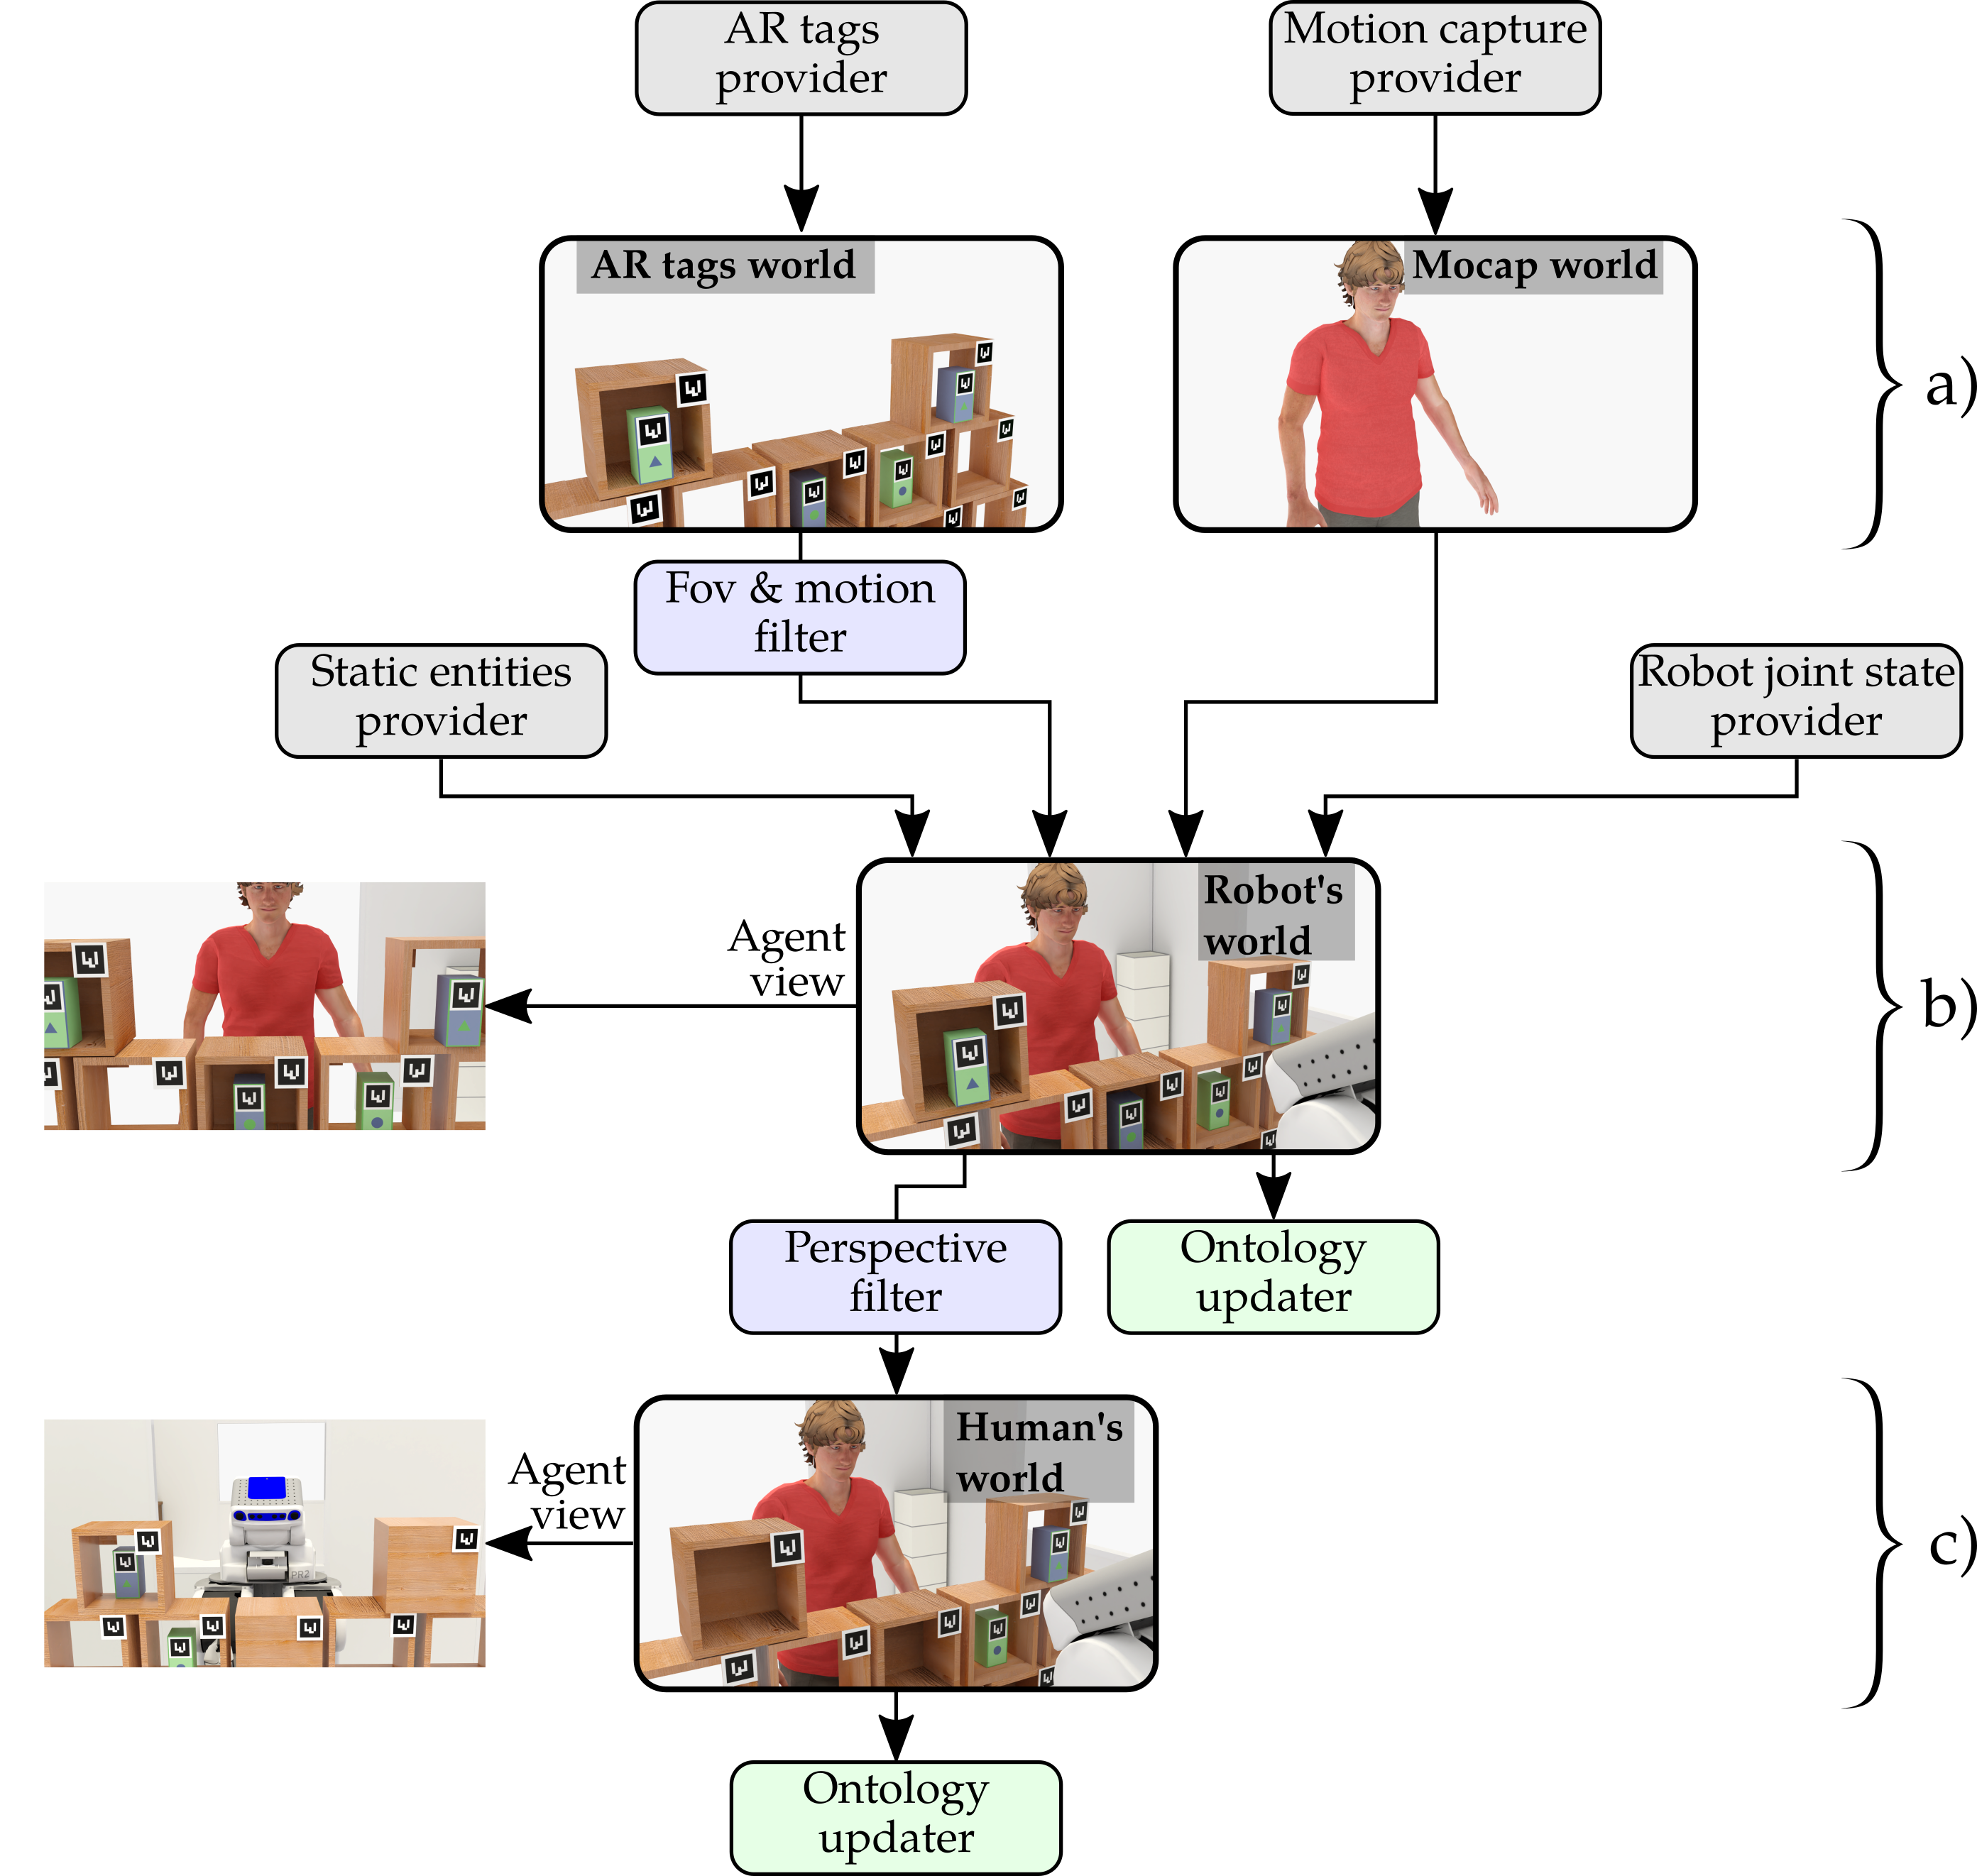 AR tags
provider
Motion capture
provider
AR tags world
Mocap world
a)
Fov & motion
filter
Static entities
provider
Robot joint state
provider
Robot's
world
Agent
view
b)
Perspective
filter
Ontology
updater
Human's
world
Agent
view
PR2
c)
Ontology
updater